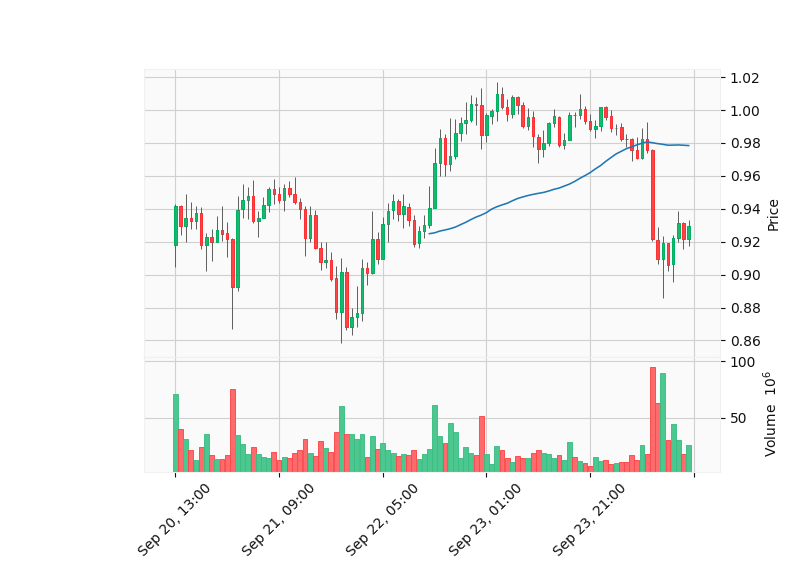 1.02
1.00
0.98
0.96
0.94
0.92
0.90
0.88
0.86
Price
100
50
Volume 10^6
Sep 20, 13:00
Sep 21, 09:00
Sep 22, 05:00
Sep 23, 01:00
Sep 23, 21:00